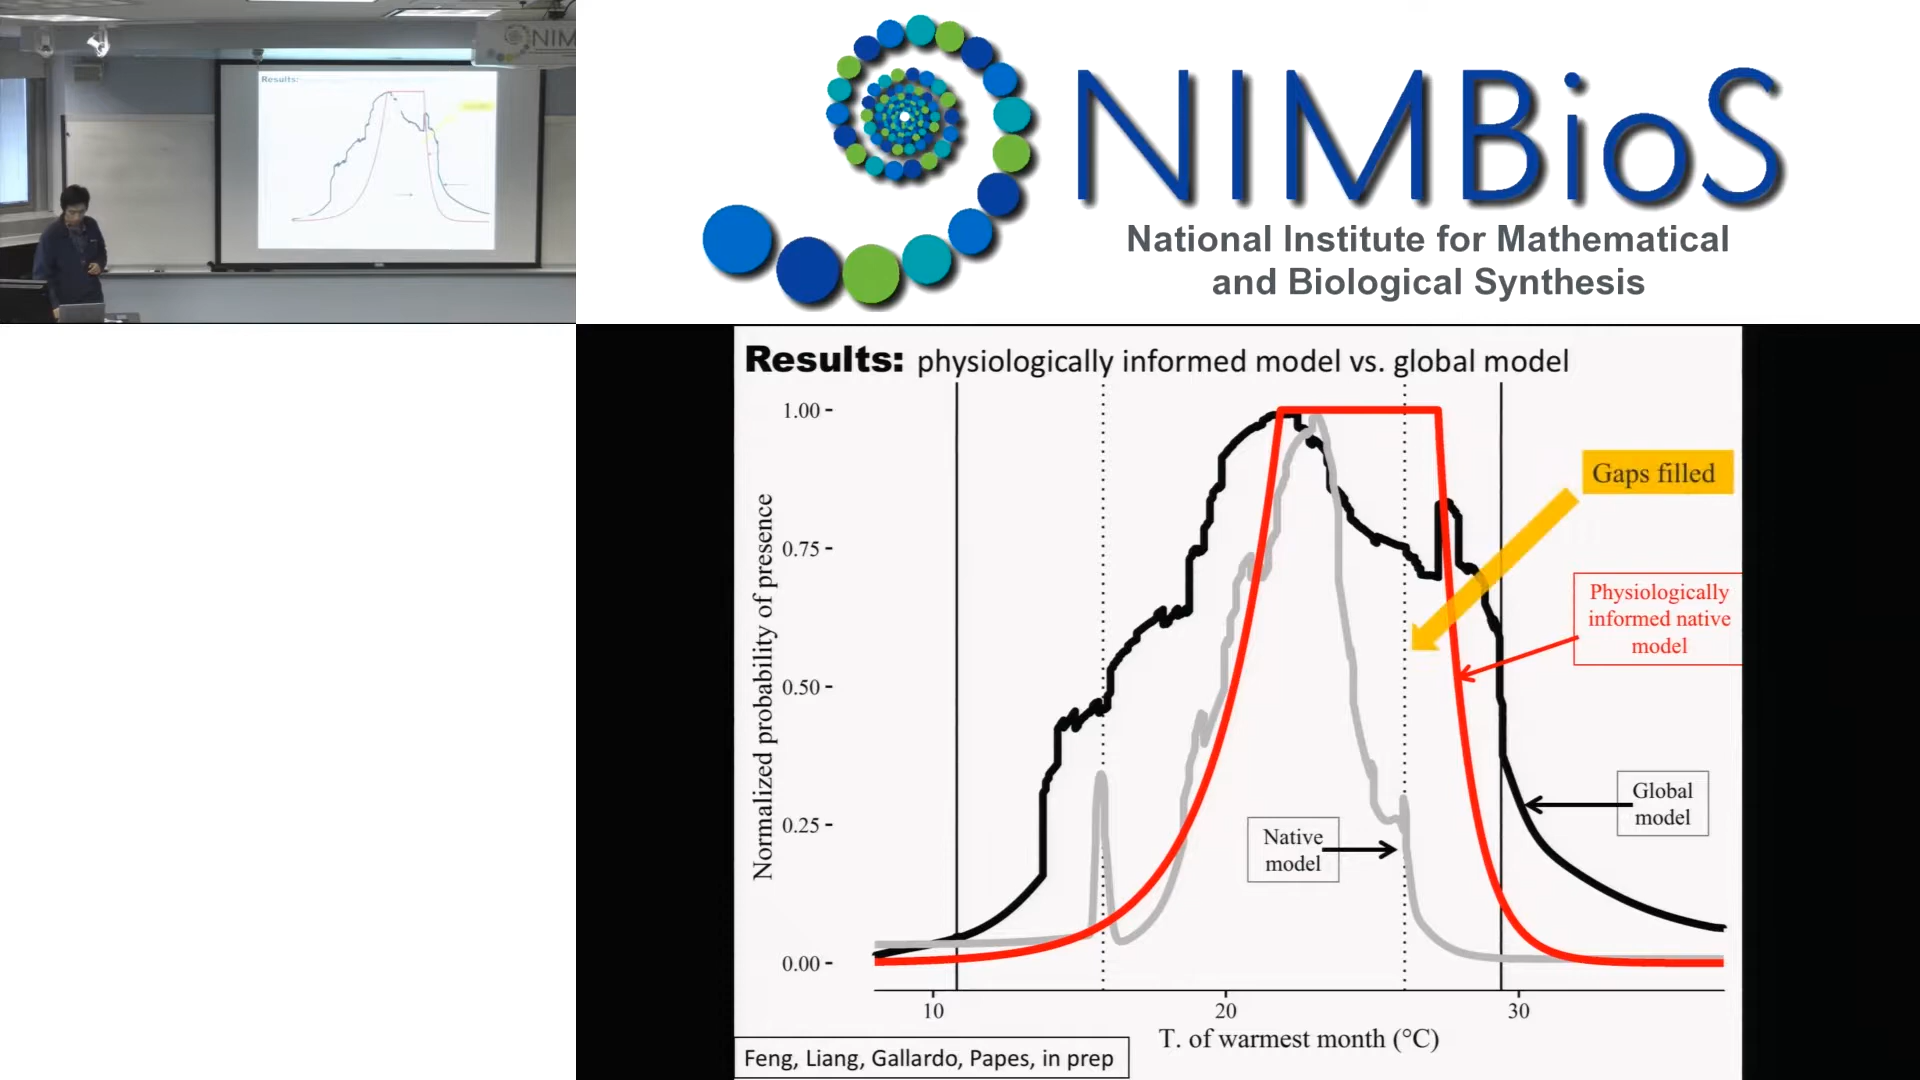 Results:
NIM
NIMBioS
National Institute for Mathematical
and Biological Synthesis
Results: physiologically informed model vs. global model
1.00
0.75
0.50
0.25
0.00
Normalized probability of presence
Gaps filled
Physiologically
informed native
model
Global
model
Native
model
10
20
30
T. of warmest month (°C)
Feng, Liang, Gallardo, Papes, in prep